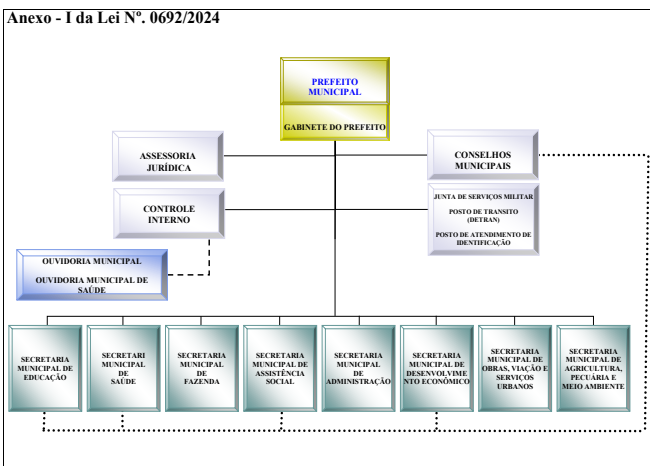 Anexo - I da Lei Nº. 0692/2024
PREFEITO
MUNICIPAL
GABINETE DO PREFEITO
ASSESSORIA
JURÍDICA
CONSELHOS
MUNICIPAIS
CONTROLE
INTERNO
JUNTA DE SERVIÇOS MILITAR
POSTO DE TRANSITO
(DETRAN)
POSTO DE ATENDIMENTO DE
IDENTIFICAÇÃO
OUVIDORIA MUNICIPAL
OUVIDORIA MUNICIPAL DE
SAÚDE
SECRETARIA
MUNICIPAL DE
EDUCAÇÃO
SECRETARI
MUNICIPAL
DE
SAÚDE
SECRETARIA
MUNICIPAL
DE
FAZENDA
SECRETARIA
MUNICIPAL DE
ASSISTÊNCIA
SOCIAL
SECRETARIA
MUNICIPAL
DE
ADMINISTRAÇÃO
SECRETARIA
MUNICIPAL DE
DESENVOLVIME
NTO ECONÔMICO
SECRETARIA
MUNICIPAL DE
OBRAS, VIAÇÃO E
SERVIÇOS
URBANOS
SECRETARIA
MUNICIPAL DE
AGRICULTURA,
PECUÁRIA E
MEIO AMBIENTE